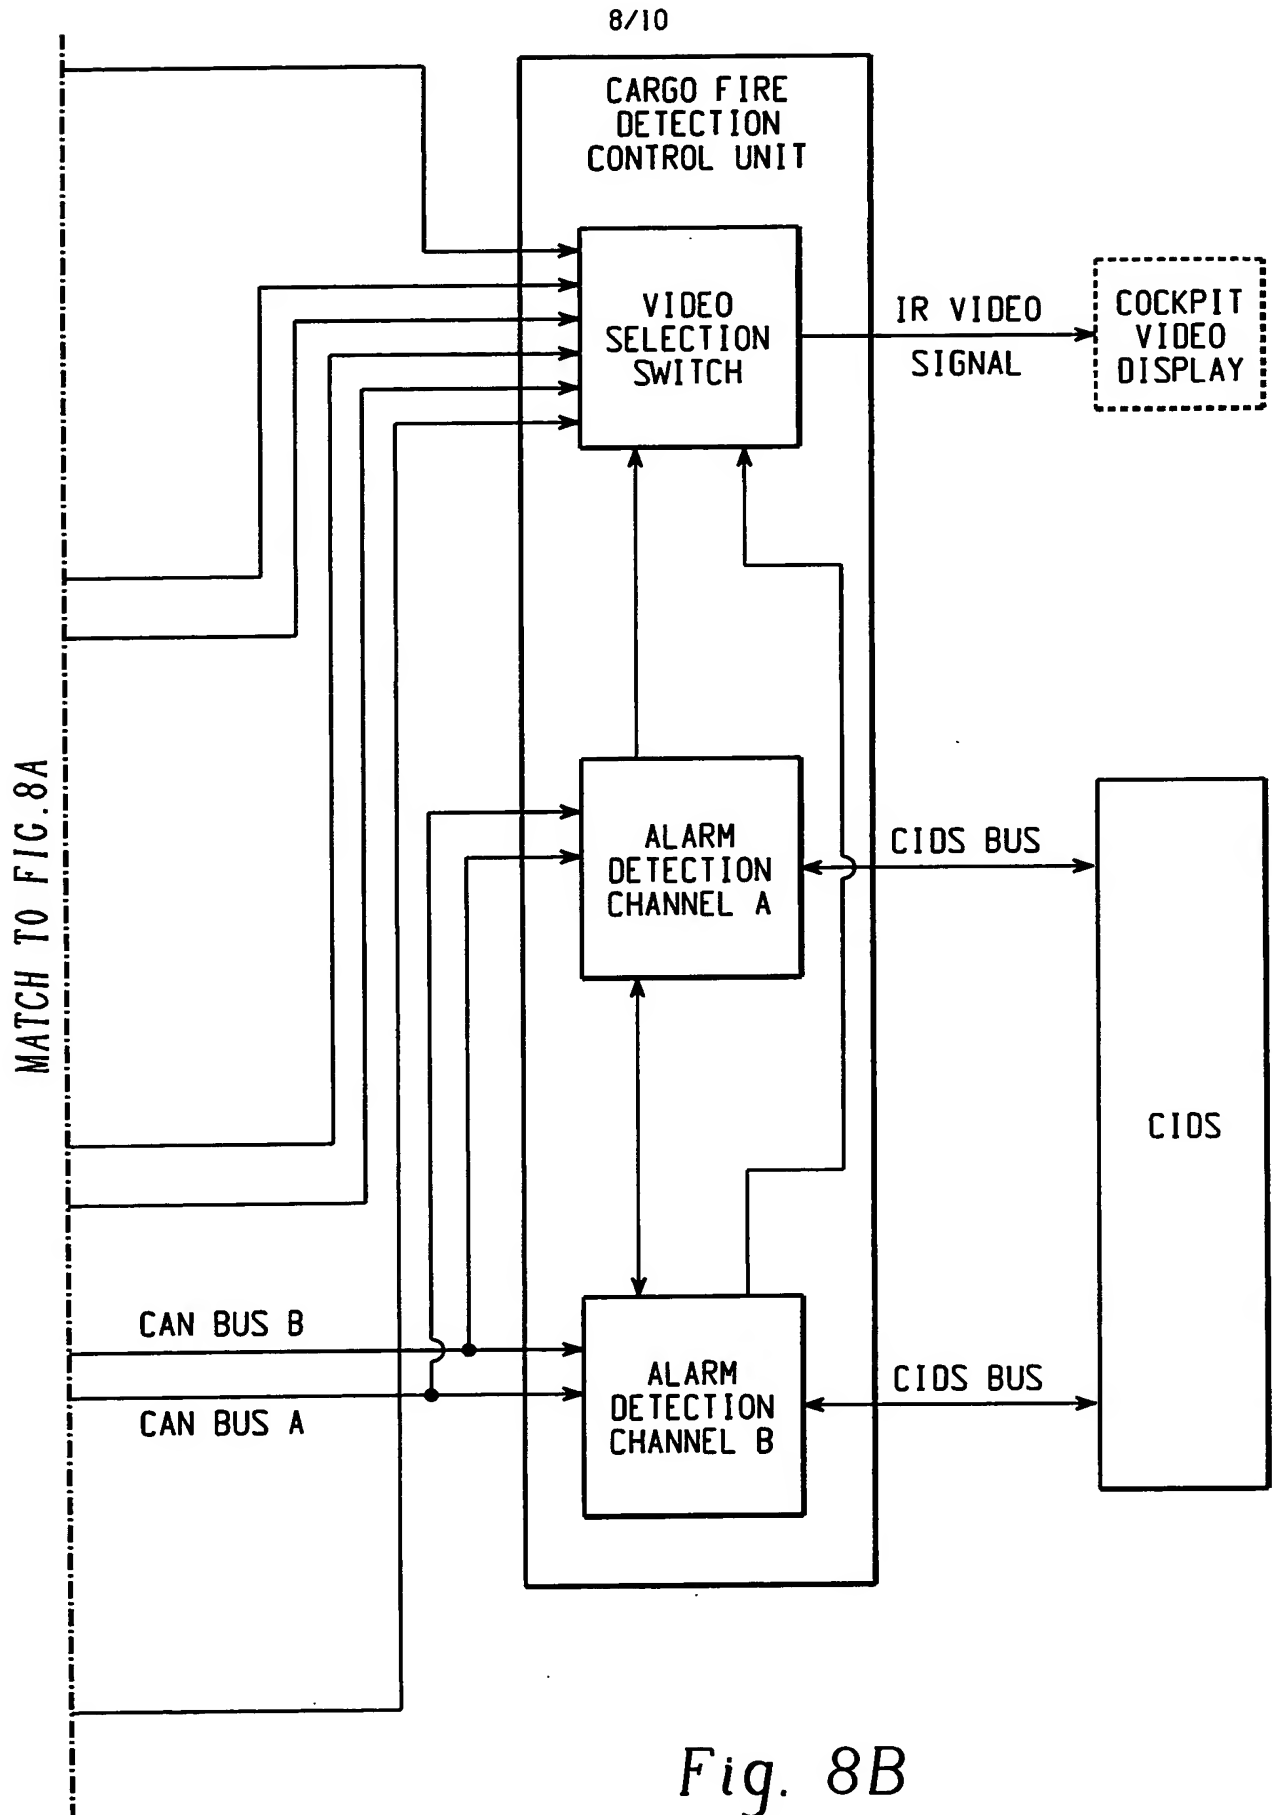 8/10
CARGO FIRE
DETECTION
CONTROL UNIT
VIDEO
SELECTION
SWITCH
IR VIDEO
SIGNAL
COCKPIT
VIDEO
DISPLAY
MATCH TO FIG.8A
ALARM
DETECTION
CHANNEL A
CIDS BUS
CIDS
CAN BUS B
CAN BUS A
ALARM
DETECTION
CHANNEL B
CIDS BUS
Fig. 8B